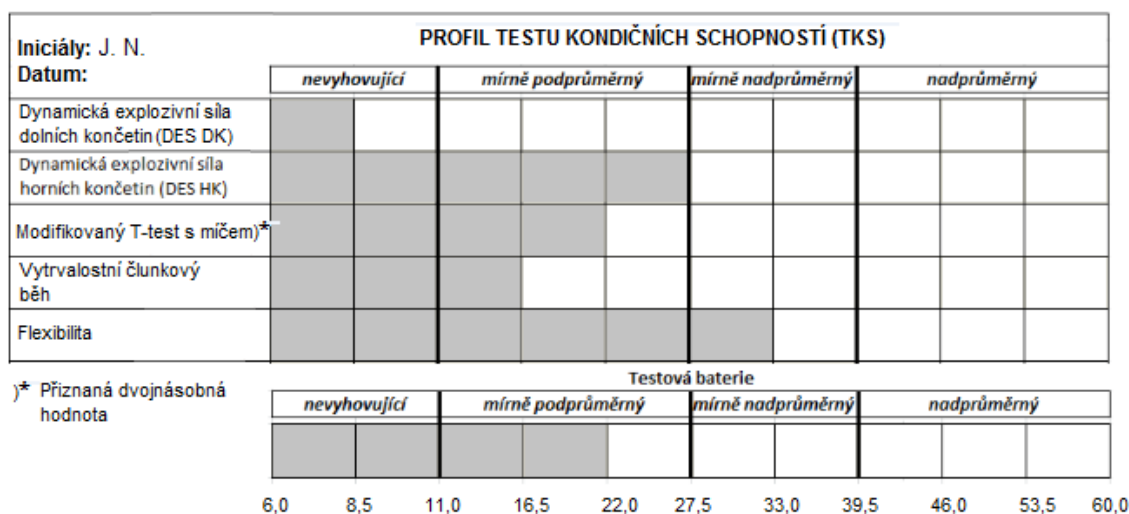 PROFIL TESTU KONDIČNÍCH SCHOPNOSTÍ (TKS)
Iniciály: J. N.
Datum:
nevyhovující mírně podprůměrný mírně nadprůměrný nadprůměrný
Dynamická explozivní síla
dolních končetin (DES DK)
Dynamická explozivní síla
horních končetin (DES HK)
Modifikovaný T-test s míčem)*
Vytrvalostní člunkový
běh
Flexibilita
)* Přiznaná dvojnásobná
hodnota
Testová baterie
nevyhovující mírně podprůměrný mírně nadprůměrný nadprůměrný
6,0 8,5 11,0 16,5 22,0 27,5 33,0 39,5 46,0 53,5 60,0